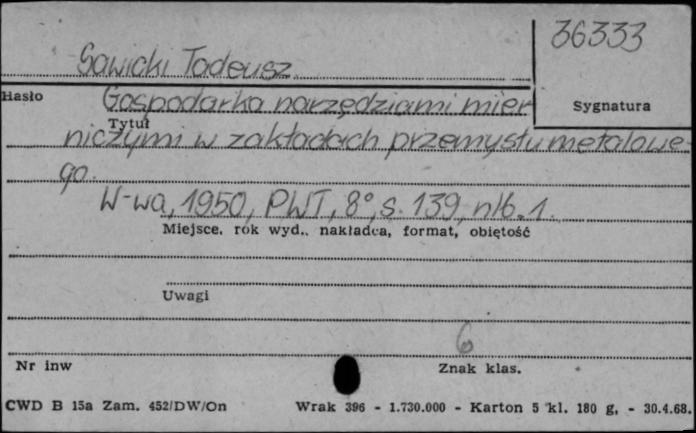 36333
Sawicki Tadeusz
Hasło
Sygnatura
Gospodarka narzędziami mier
Tytuł
niczymi w zakładach przemysłu metalowe-
go.
W-wa, 1950, PWT, 8°, s. 139, nlb. 1.
Miejsce, rok wyd., nakładca, format, objętość
Uwagi
6
Nr inw
Znak klas.
CWD B 15a Zam. 452/DW/On Wrak 396 - 1.730.000 - Karton 5 kl. 180 g, - 30.4.68.